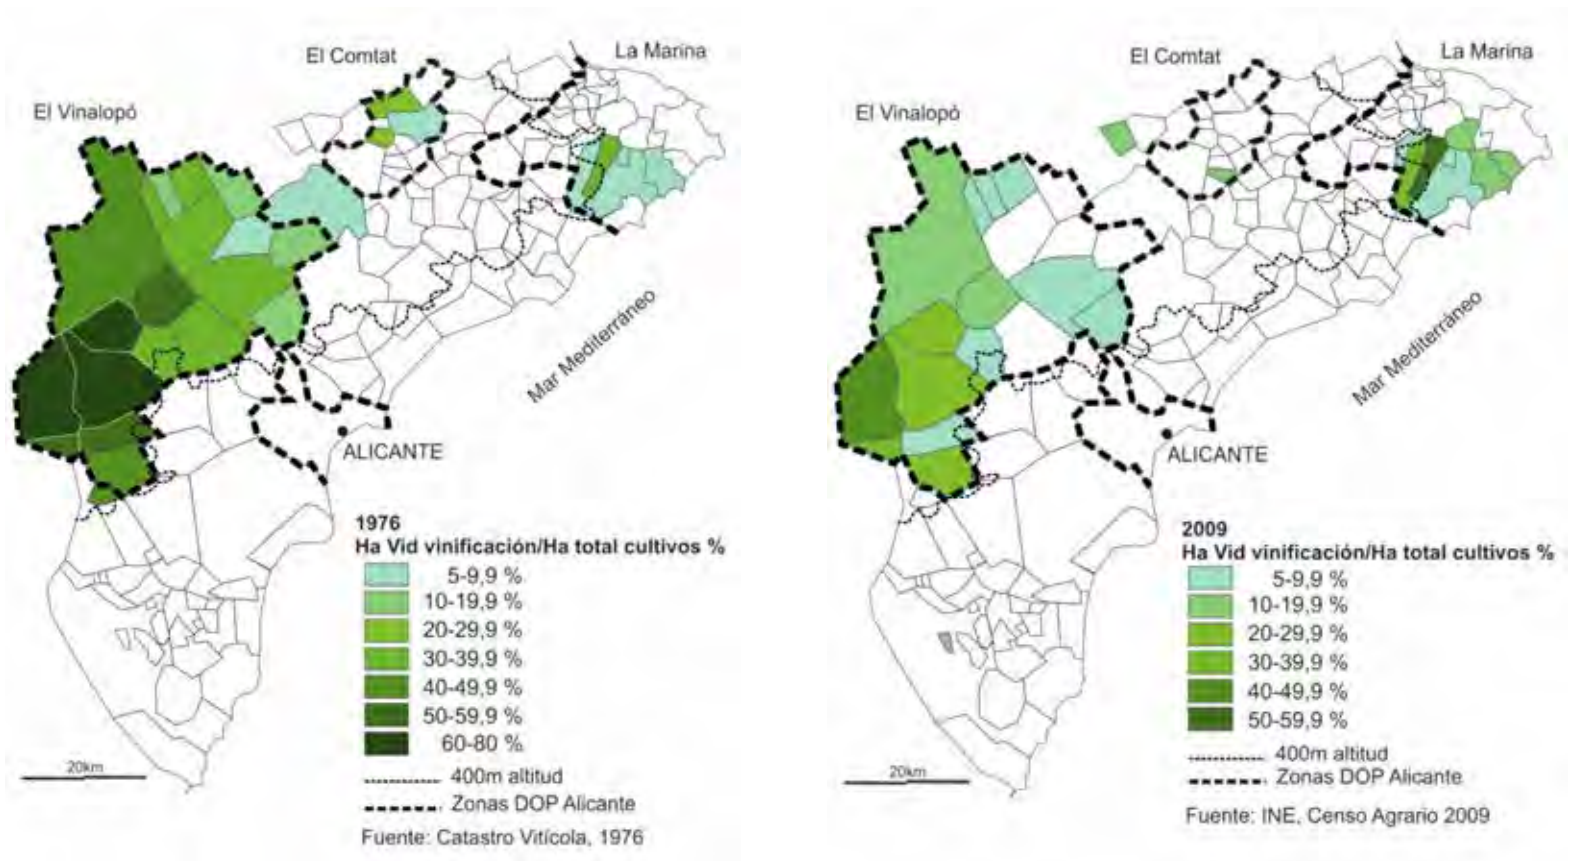 El Comtat
La Marina
El Vinalopó
Mar Mediterráneo
ALICANTE
1976
Ha Vid vinificación/Ha total cultivos %
5-9,9 %
10-19,9 %
20-29,9 %
30-39,9 %
40-49,9 %
50-59,9 %
60-80 %
20km
400m altitud
Zonas DOP Alicante
Fuente: Catastro Vitícola, 1976
El Comtat
La Marina
El Vinalopó
Mar Mediterráneo
ALICANTE
2009
Ha Vid vinificación/Ha total cultivos %
5-9,9 %
10-19,9 %
20-29,9 %
30-39,9 %
40-49,9 %
50-59,9 %
20km
400m altitud
Zonas DOP Alicante
Fuente: INE, Censo Agrario 2009